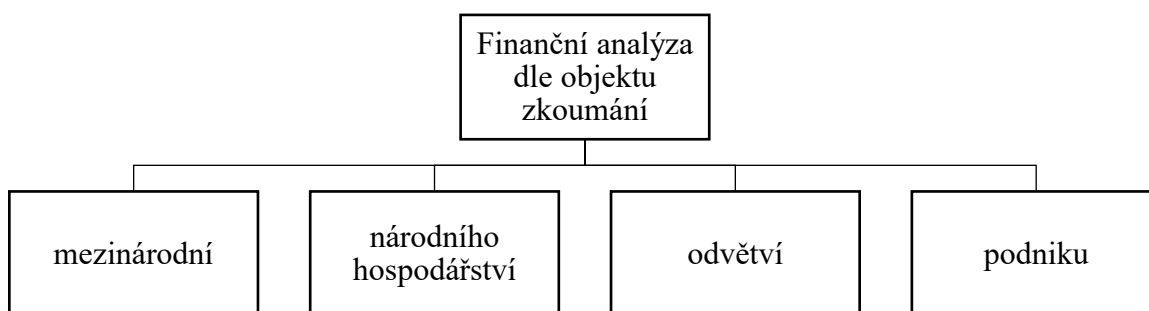 Finanční analýza
dle objektu
zkoumání
mezinárodní
národního
hospodářství
odvětví
podniku